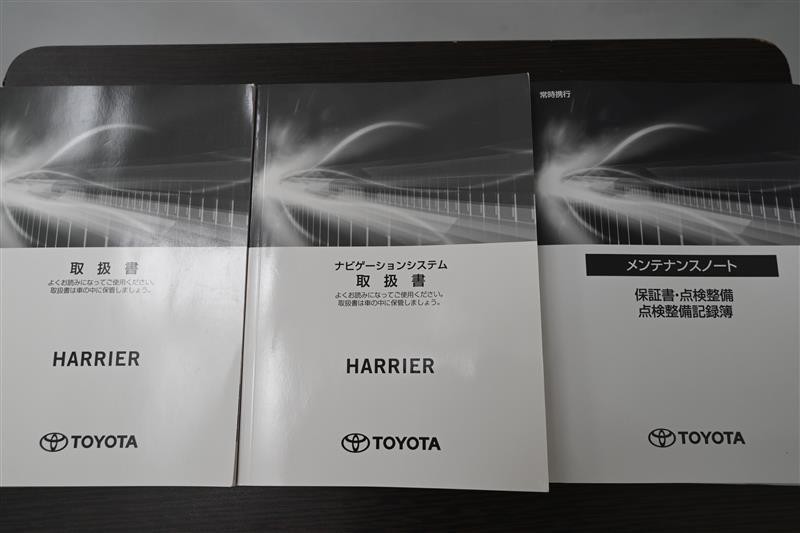 取扱書
よくお読みになってご使用ください。
取扱書は車の中に保管しましょう。
HARRIER
TOYOTA
ナビゲーションシステム
取扱書
よくお読みになってご使用ください。
取扱書は車の中に保管しましょう。
HARRIER
TOYOTA
常時携行
メンテナンスノート
保証書・点検整備
点検整備記録簿
TOYOTA